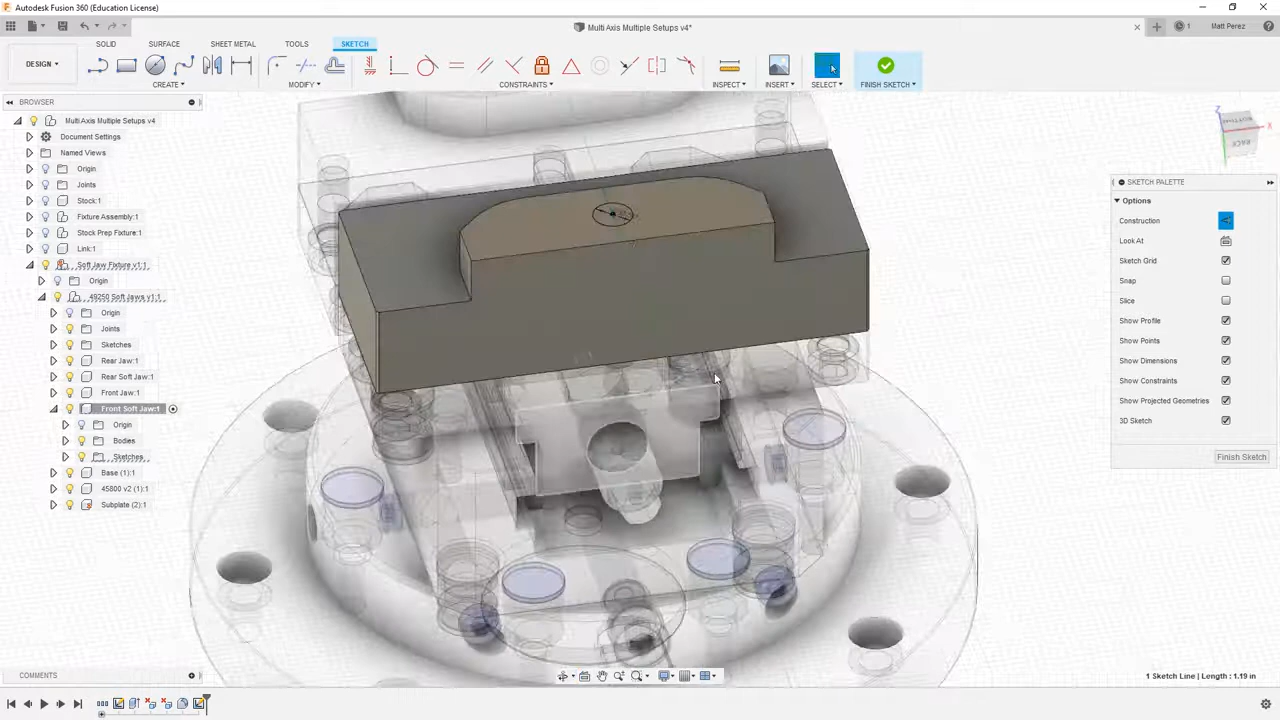 Autodesk Fusion 360 (Education License)
Multi Axis Multiple Setups v4*
1
Matt Perez
SOLID
SURFACE
SHEET METAL
TOOLS
SKETCH
DESIGN
CREATE
MODIFY
CONSTRAINTS
INSPECT
INSERT
SELECT
FINISH SKETCH
BROWSER
Multi Axis Multiple Setups v4
Document Settings
Named Views
Origin
Joints
Stock:1
Fixture Assembly:1
Stock Prep Fixture:1
Link:1
Soft Jaw Fixture v1:1
Origin
49250 Soft Jaws v1:1
Origin
Joints
Sketches
Rear Jaw:1
Rear Soft Jaw:1
Front Jaw:1
Front Soft Jaw:1
Origin
Bodies
Sketches
Base (1):1
45800 v2 (1):1
Subplate (2):1
Z
X
SKETCH PALETTE
Options
Construction
Look At
Sketch Grid
Snap
Slice
Show Profile
Show Points
Show Dimensions
Show Constraints
Show Projected Geometries
3D Sketch
Finish Sketch
COMMENTS
1 Sketch Line | Length : 1.19 in